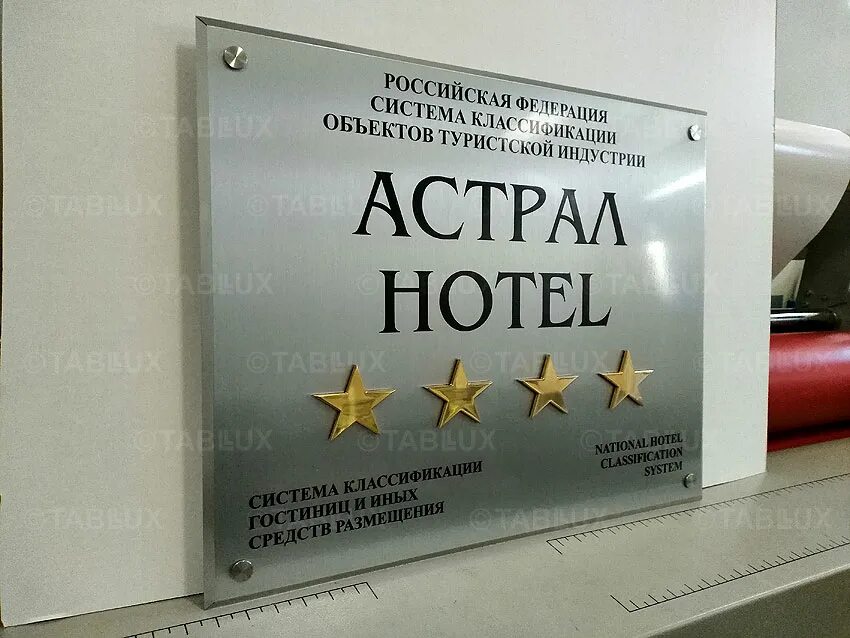 РОССИЙСКАЯ ФЕДЕРАЦИЯ
СИСТЕМА КЛАССИФИКАЦИИ
ОБЪЕКТОВ ТУРИСТСКОЙ ИНДУСТРИИ
АСТРАЛ
HOTEL
СИСТЕМА КЛАССИФИКАЦИИ
ГОСТИНИЦ И ИНЫХ
СРЕДСТВ РАЗМЕЩЕНИЯ
NATIONAL HOTEL
CLASSIFICATION
SYSTEM
©TABLUX